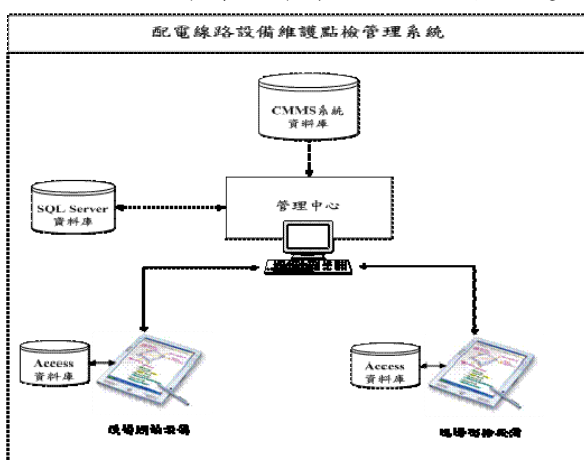 配電線路設備維護點檢管理系統
CMMS系統
資料庫
SQL Server
資料庫
管理中心
Access
資料庫
Access
資料庫